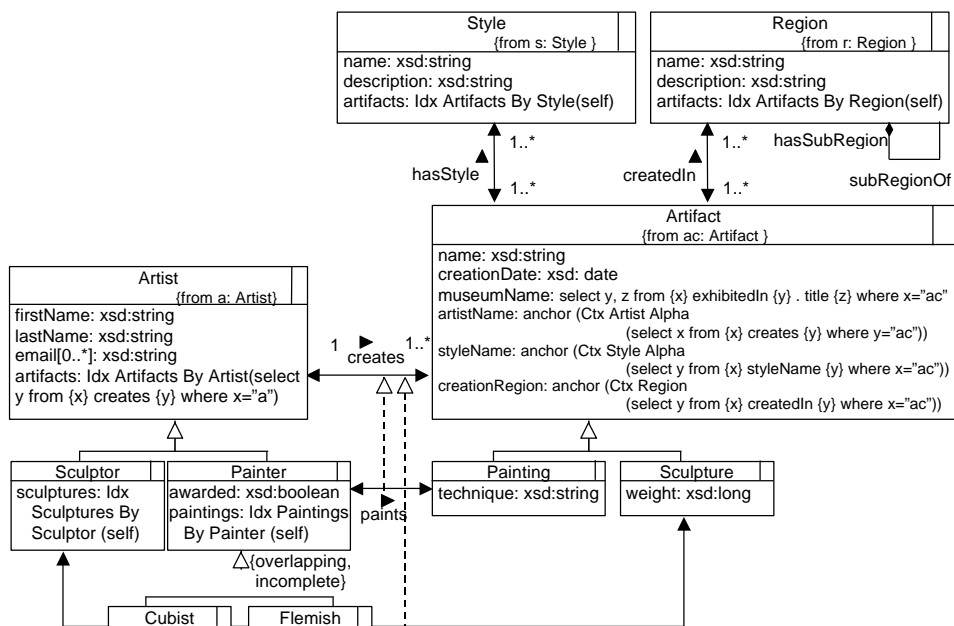 Style
{from s: Style }
name: xsd:string
description: xsd:string
artifacts: Idx Artifacts By Style(self)
Region
{from r: Region }
name: xsd:string
description: xsd:string
artifacts: Idx Artifacts By Region(self)
1..*
hasStyle
1..*
1..*
createdIn
1..*
hasSubRegion
subRegionOf
Artifact
{from ac: Artifact }
name: xsd:string
creationDate: xsd: date
museumName: select y, z from {x} exhibitedIn {y} . title {z} where x="ac"
artistName: anchor (Ctx Artist Alpha
(select x from {x} creates {y} where y="ac"))
styleName: anchor (Ctx Style Alpha
(select y from {x} styleName {y} where x="ac"))
creationRegion: anchor (Ctx Region
(select y from {x} createdIn {y} where x="ac"))
Artist
{from a: Artist}
firstName: xsd:string
lastName: xsd:string
email[0..*]: xsd:string
artifacts: Idx Artifacts By Artist(select
y from {x} creates {y} where x="a")
1
creates
1..*
Sculptor
sculptures: Idx
Sculptures By
Sculptor (self)
Painter
awarded: xsd:boolean
paintings: Idx Paintings
By Painter (self)
paints
Painting
technique: xsd:string
Sculpture
weight: xsd:long
{overlapping,
incomplete}
Cubist
Flemish